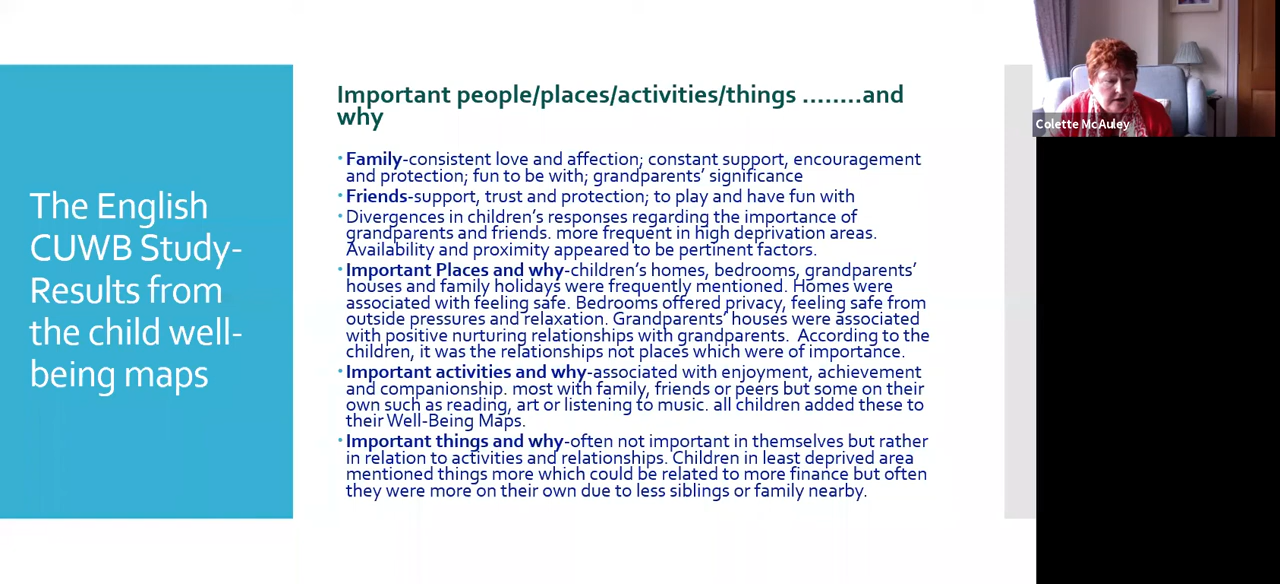 The English
CUWB Study-
Results from
the child well-
being maps
Important people/places/activities/things ........and
why
•Family-consistent love and affection; constant support, encouragement
and protection; fun to be with; grandparents’ significance
•Friends-support, trust and protection; to play and have fun with
•Divergences in children’s responses regarding the importance of
grandparents and friends. more frequent in high deprivation areas.
Availability and proximity appeared to be pertinent factors.
•Important Places and why-children’s homes, bedrooms, grandparents’
houses and family holidays were frequently mentioned. Homes were
associated with feeling safe. Bedrooms offered privacy, feeling safe from
outside pressures and relaxation. Grandparents’ houses were associated
with positive nurturing relationships with grandparents. According to the
children, it was the relationships not places which were of importance.
•Important activities and why-associated with enjoyment, achievement
and companionship. most with family, friends or peers but some on their
own such as reading, art or listening to music. all children added these to
their Well-Being Maps.
•Important things and why-often not important in themselves but rather
in relation to activities and relationships. Children in least deprived area
mentioned things more which could be related to more finance but often
they were more on their own due to less siblings or family nearby.
Colette McAuley